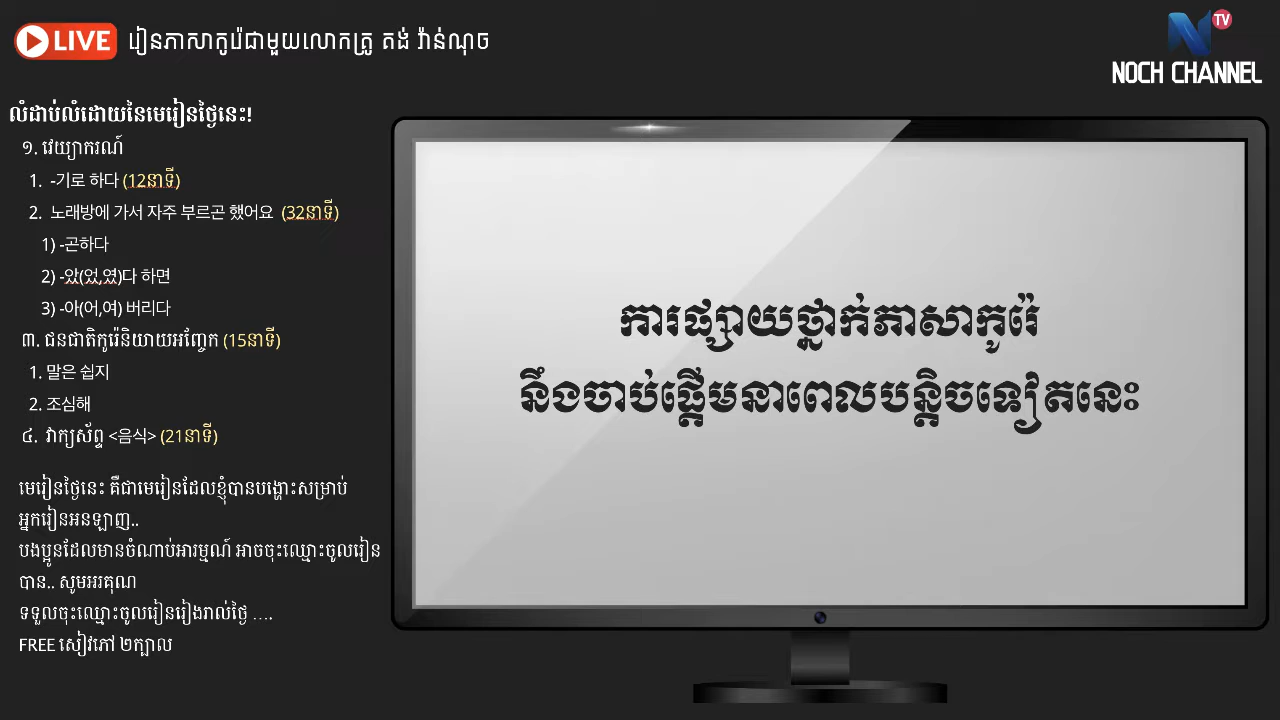 LIVE រៀនភាសាកូរ៉េជាមួយលោកគ្រូ តង់ វ៉ាន់ណុច
TV
NOCH CHANNEL
លំដាប់លំដោយនៃមេរៀនថ្ងៃនេះ!
១. វេយ្យាករណ៍
1. -기로 하다 (12នាទី)
2. 노래방에 가서 자주 부르곤 했어요 (32នាទី)
1) -곤하다
2) -았(었,였)다 하면
3) -아(어,여) 버리다
៣. ជនជាតិកូរ៉េនិយាយអញ្ចែក (15នាទី)
1. 말은 쉽지
2. 조심해
៤. វាក្យស័ព្ទ <음식> (21នាទី)
មេរៀនថ្ងៃនេះ គឺជាមេរៀនដែលខ្ញុំបានបង្ហោះសម្រាប់
អ្នករៀនអនឡាញ..
បងប្អូនដែលមានចំណាប់អារម្មណ៍ អាចចុះឈ្មោះចូលរៀន
បាន.. សូមអរគុណ
ទទួលចុះឈ្មោះចូលរៀនរៀងរាល់ថ្ងៃ ....
FREE សៀវភៅ ២ក្បាល
ការផ្សាយថ្នាក់ភាសាកូរ៉េ
នឹងចាប់ផ្តើមនាពេលបន្តិចទៀតនេះ